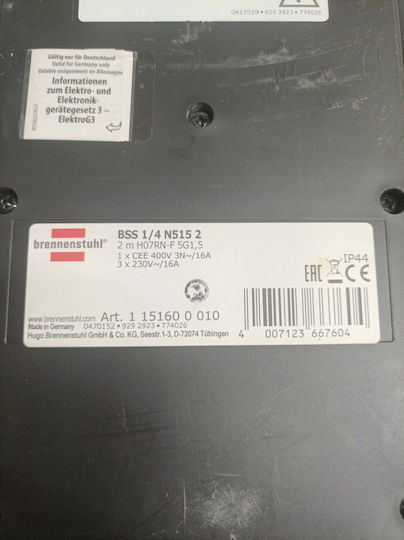 0417019 • 929 2923 • 774026
Gültig nur für Deutschland
Valid for Germany only
Valable uniquement en Allemagne
Informationen
zum Elektro- und
Elektronik-
gerätegesetz 3 –
ElektroG3
brennenstuhl®
BSS 1/4 N515 2
2 m H07RN-F 5G1,5
1 x CEE 400V 3N~/16A
3 x 230V~/16A
IP44
EAC
CE
www.brennenstuhl.com
Art. 1 15160 0 010
Made in Germany 0470152 • 929 2923 • 774026
Hugo Brennenstuhl GmbH & Co. KG, Seestr.1-3, D-72074 Tübingen
4 007123 667604